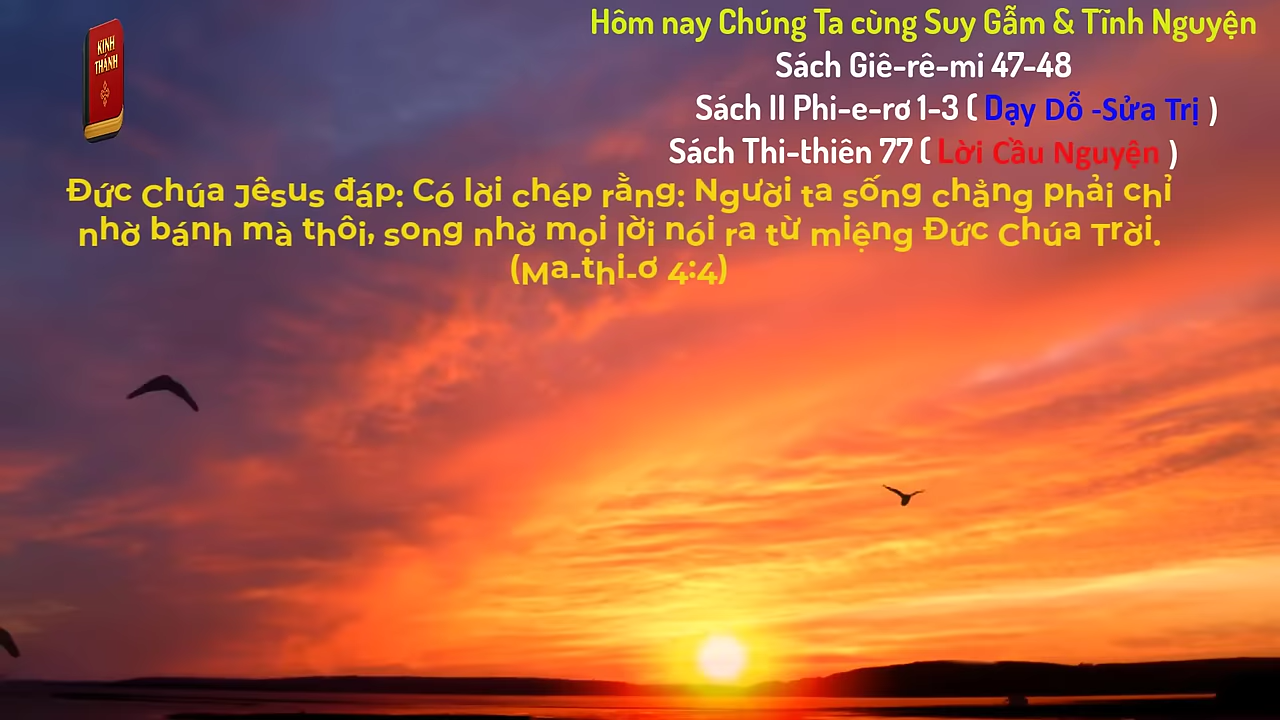 KINH
THÁNH
Hôm nay Chúng Ta cùng Suy Gẫm & Tĩnh Nguyện
Sách Giê-rê-mi 47-48
Sách II Phi-e-rơ 1-3 ( Dạy Dỗ -Sửa Trị )
Sách Thi-thiên 77 ( Lời Cầu Nguyện )
Đức Chúa Jêsus đáp: Có lời chép rằng: Người ta sống chẳng phải chỉ
nhờ bánh mà thôi, song nhờ mọi lời nói ra từ miệng Đức Chúa Trời.
(Ma-thi-ơ 4:4)